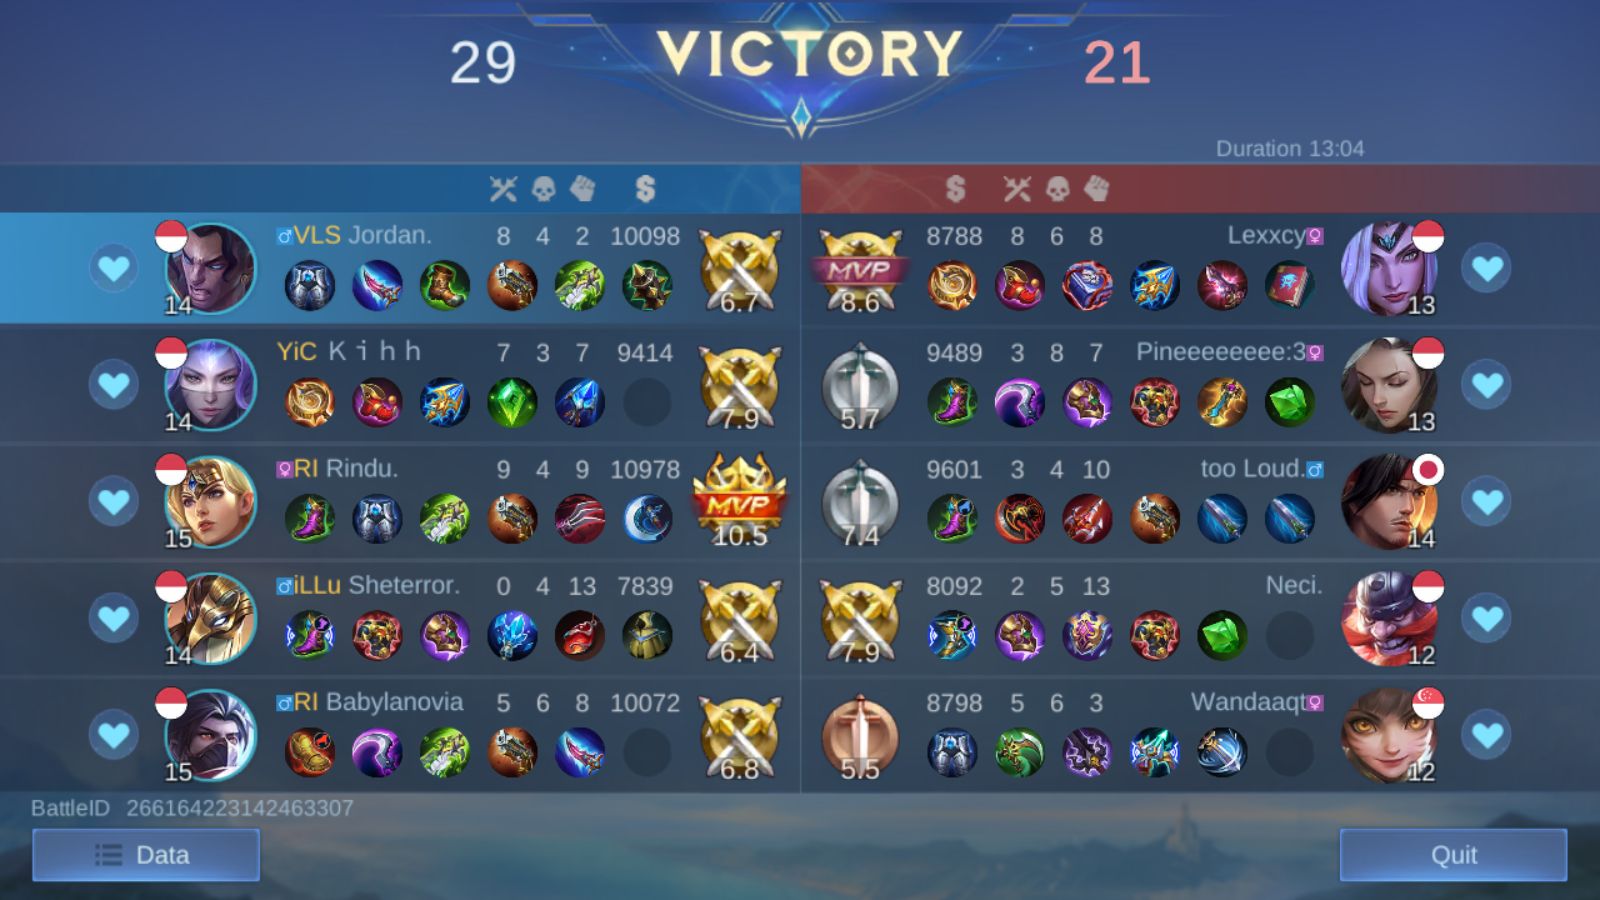 29 VICTORY 21
Duration 13:04
VLS Jordan. 8 4 2 10098
14 6.7
8788 8 6 8 Lexxcy
MVP 8.6 13
YiC K i h h 7 3 7 9414
14 7.9
9489 3 8 7 Pineeeeeeee:3
5.7 13
RI Rindu. 9 4 9 10978
15 MVP 10.5
9601 3 4 10 too Loud.
7.4 14
iLLu Sheterror. 0 4 13 7839
14 6.4
8092 2 5 13 Neci.
7.9 12
RI Babylanovia 5 6 8 10072
15 6.8
8798 5 6 3 Wandaaqt
5.5 12
BattleID 266164223142463307
Data Quit